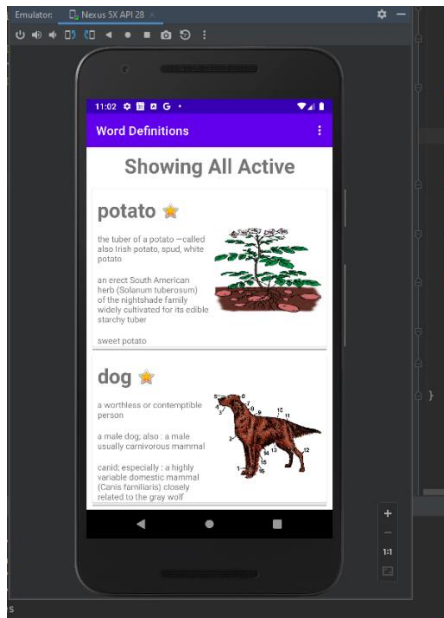 Emulator: Nexus 5X API 28
11:02
Word Definitions
Showing All Active
potato
the tuber of a potato —called
also Irish potato, spud, white
potato
an erect South American
herb (Solanum tuberosum)
of the nightshade family
widely cultivated for its edible
starchy tuber
sweet potato
dog
a worthless or contemptible
person
a male dog; also : a male
usually carnivorous mammal
canid; especially : a highly
variable domestic mammal
(Canis familiaris) closely
related to the gray wolf
1:1